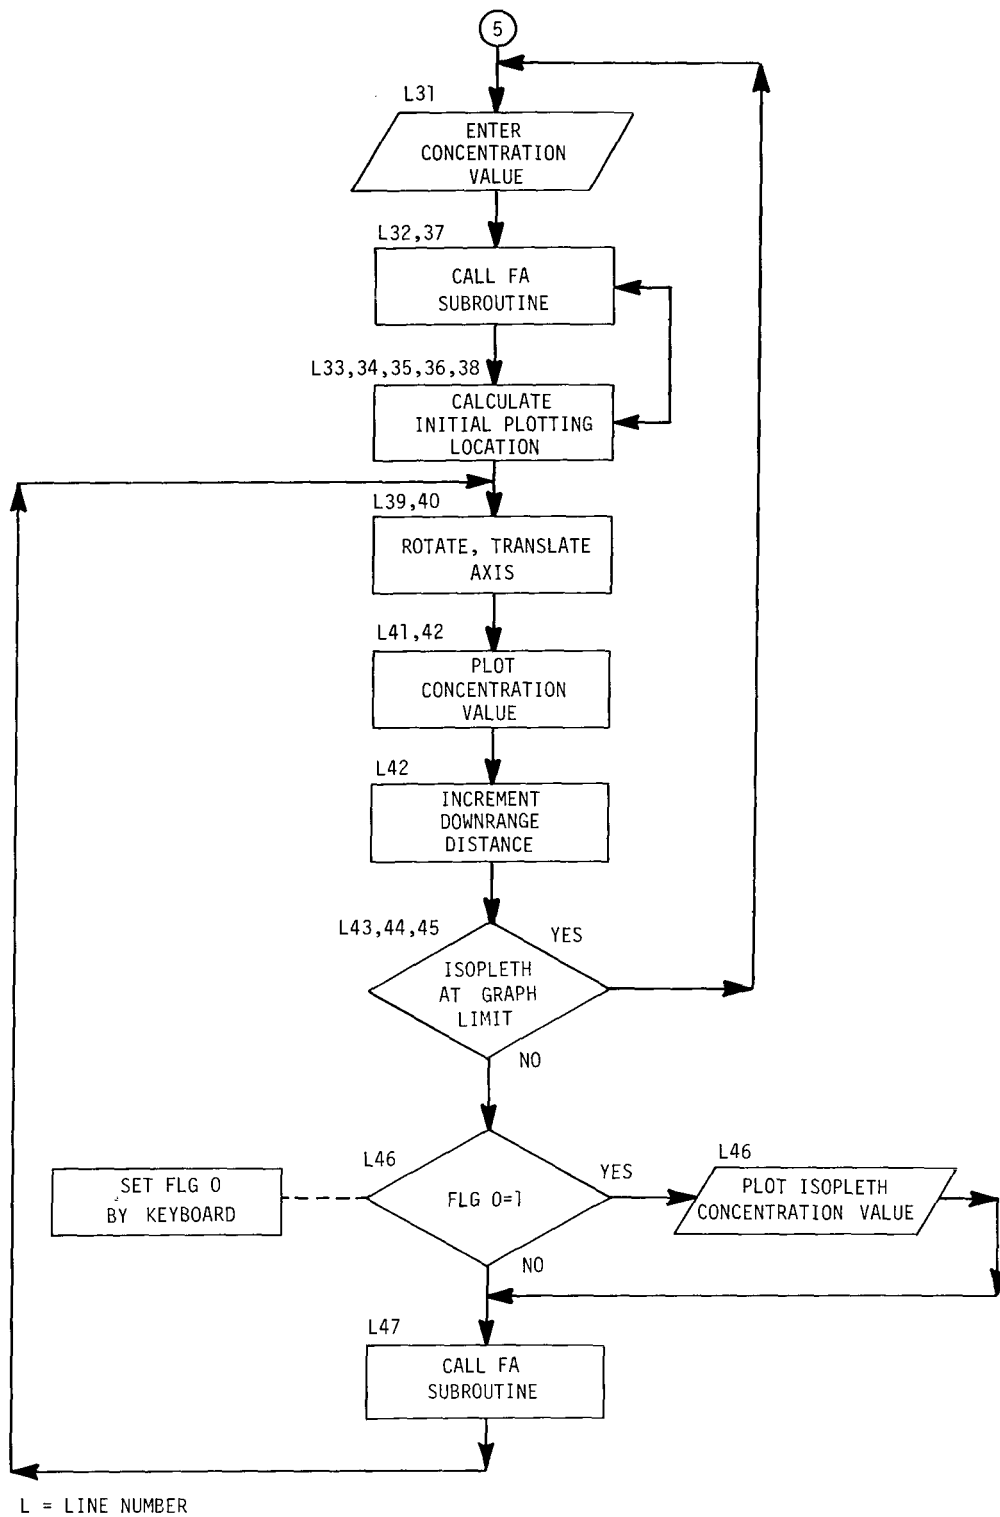 5
L31
ENTER
CONCENTRATION
VALUE
L32,37
CALL FA
SUBROUTINE
L33,34,35,36,38
CALCULATE
INITIAL PLOTTING
LOCATION
L39,40
ROTATE, TRANSLATE
AXIS
L41,42
PLOT
CONCENTRATION
VALUE
L42
INCREMENT
DOWNRANGE
DISTANCE
L43,44,45
YES
ISOPLETH
AT GRAPH
LIMIT
NO
L46
SET FLG 0
BY KEYBOARD
FLG 0=1
YES
L46
PLOT ISOPLETH
CONCENTRATION VALUE
NO
L47
CALL FA
SUBROUTINE
L = LINE NUMBER